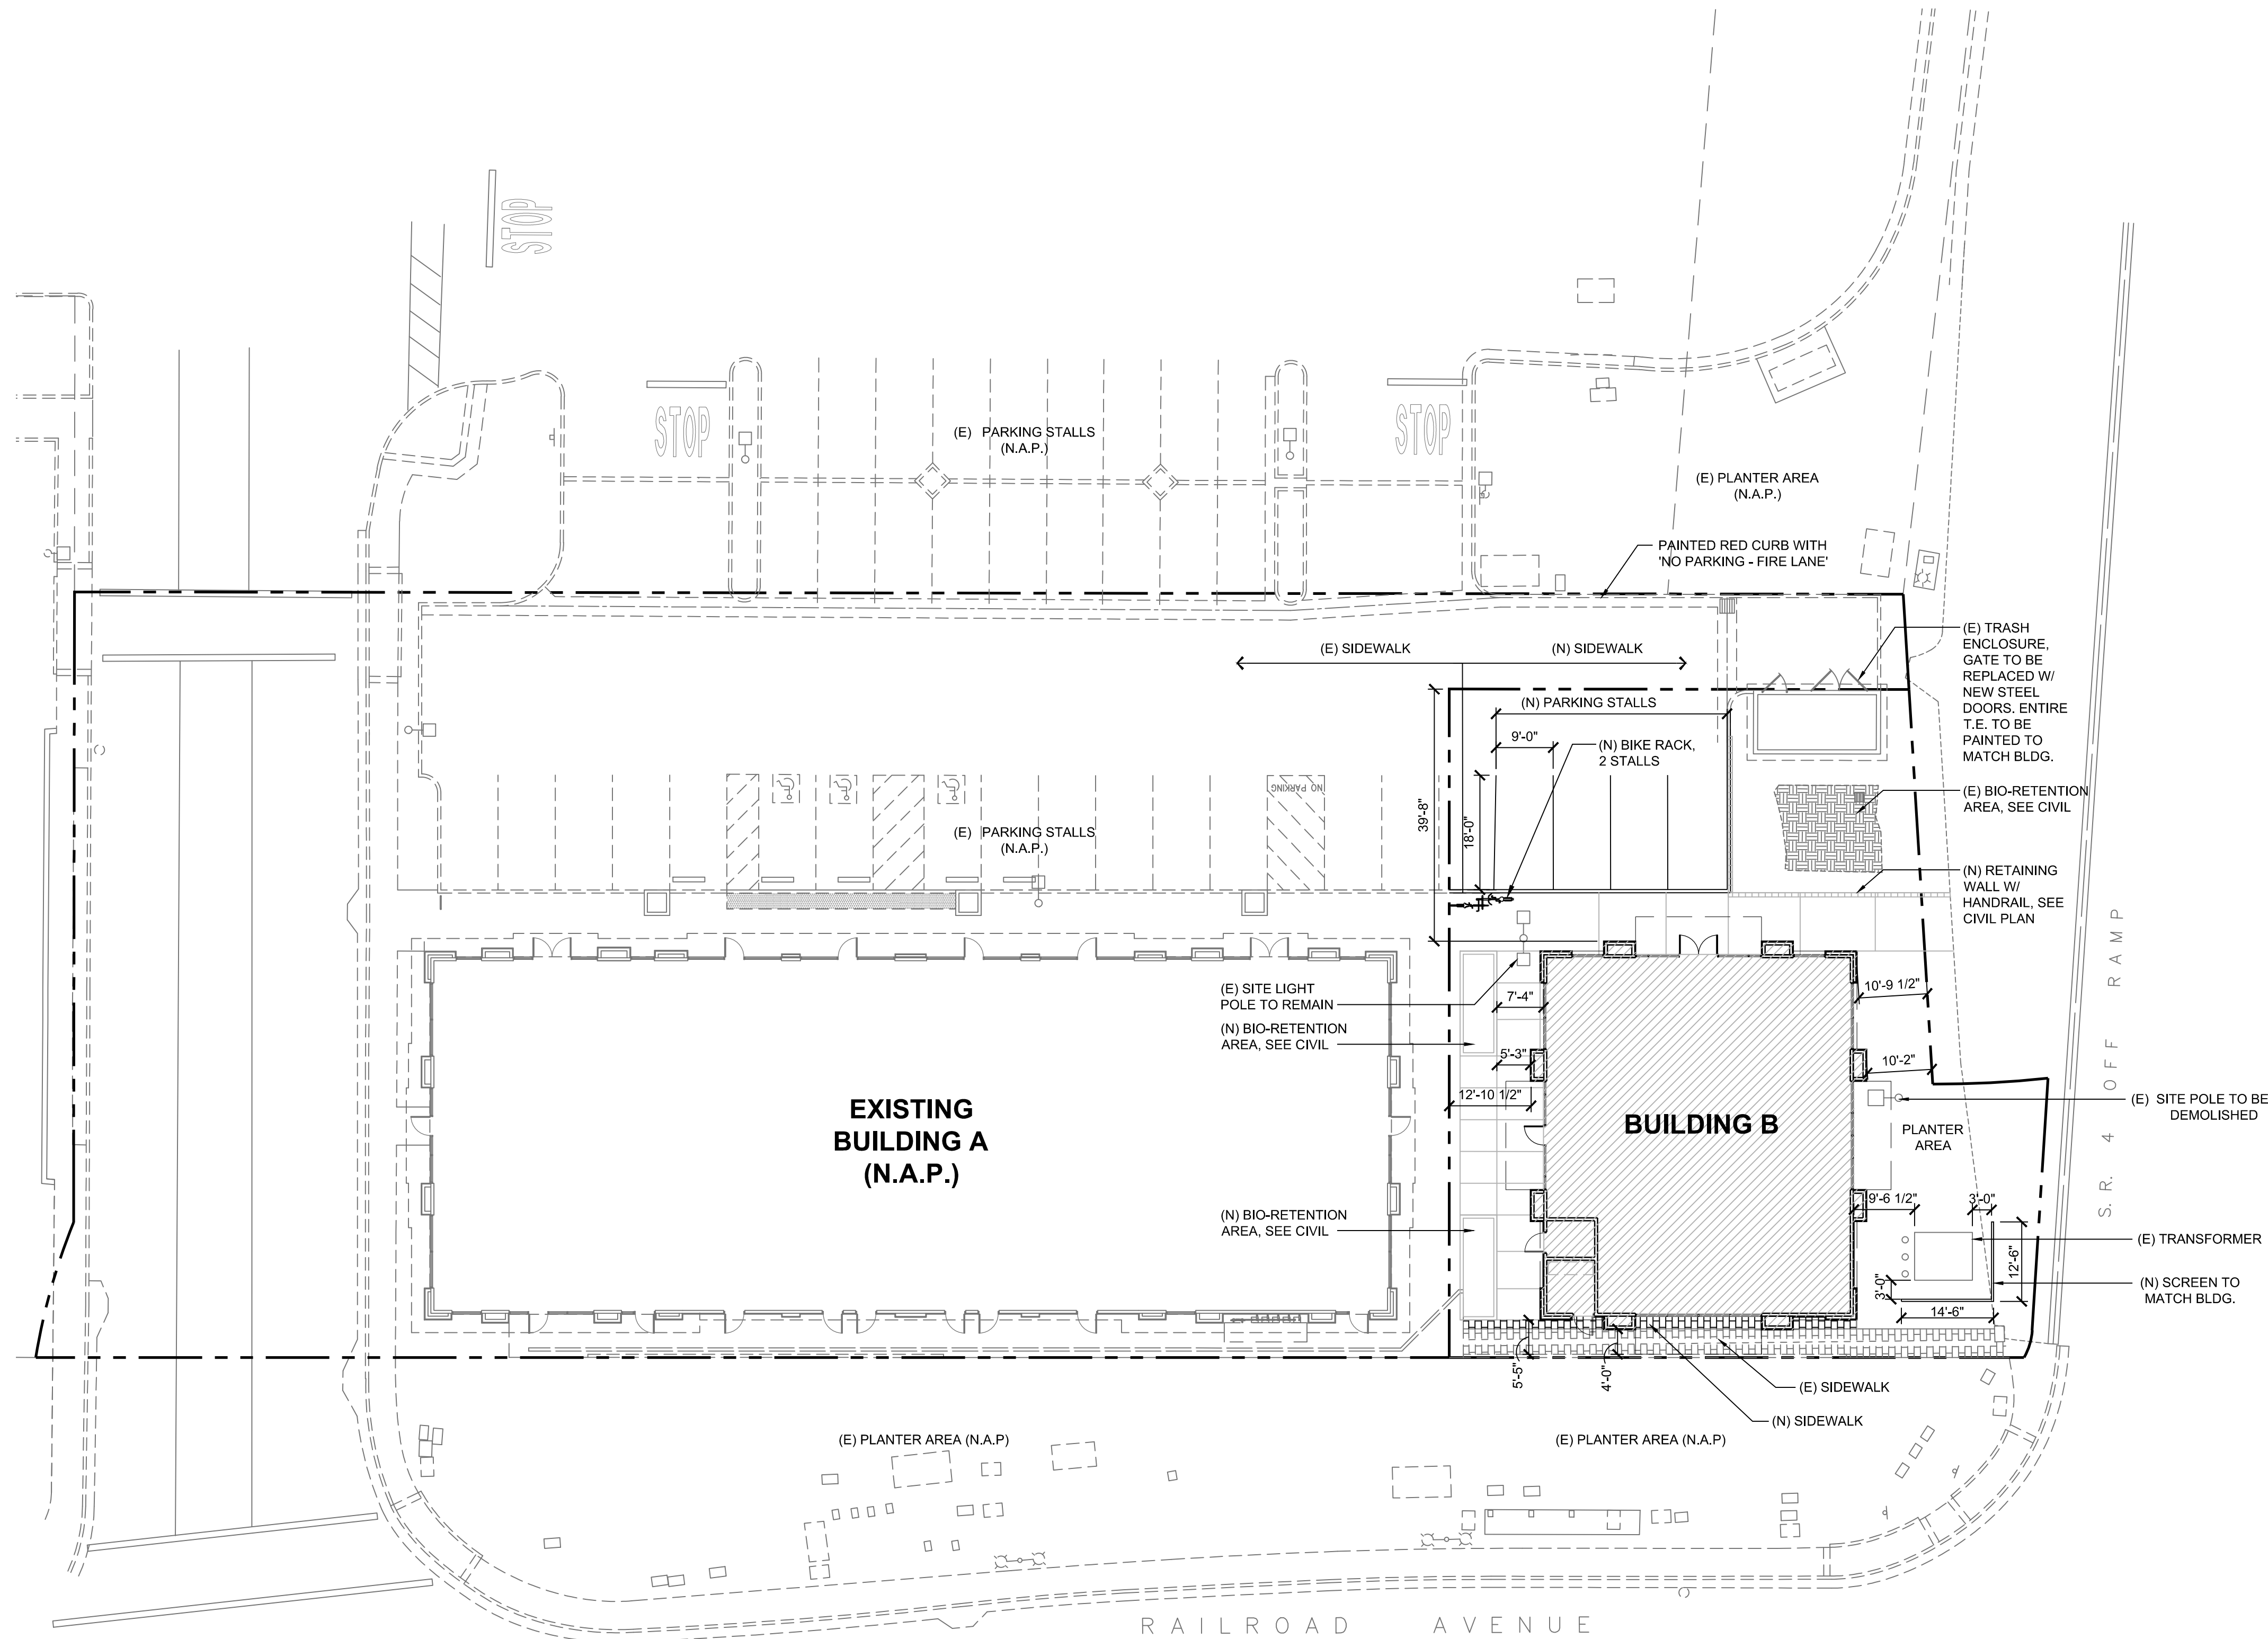 STOP
STOP
STOP
(E) PARKING STALLS
(N.A.P.)
(E) PLANTER AREA
(N.A.P.)
PAINTED RED CURB WITH
'NO PARKING - FIRE LANE'
(E) SIDEWALK
(N) SIDEWALK
(E) TRASH
ENCLOSURE,
GATE TO BE
REPLACED W/
NEW STEEL
DOORS. ENTIRE
T.E. TO BE
PAINTED TO
MATCH BLDG.
(N) PARKING STALLS
9'-0"
(N) BIKE RACK,
2 STALLS
39'-8"
18'-0"
NO PARKING
(E) PARKING STALLS
(N.A.P.)
(E) BIO-RETENTION
AREA, SEE CIVIL
(N) RETAINING
WALL W/
HANDRAIL, SEE
CIVIL PLAN
S.R. 4 OFF RAMP
(E) SITE LIGHT
POLE TO REMAIN
(N) BIO-RETENTION
AREA, SEE CIVIL
7'-4"
5'-3"
12'-10 1/2"
10'-9 1/2"
10'-2"
EXISTING
BUILDING A
(N.A.P.)
BUILDING B
(E) SITE POLE TO BE
DEMOLISHED
PLANTER
AREA
(N) BIO-RETENTION
AREA, SEE CIVIL
9'-6 1/2"
3'-0"
12'-6"
3'-0"
14'-6"
(E) TRANSFORMER
(N) SCREEN TO
MATCH BLDG.
5'-5"
4'-0"
(E) SIDEWALK
(N) SIDEWALK
(E) PLANTER AREA (N.A.P)
(E) PLANTER AREA (N.A.P)
RAILROAD AVENUE